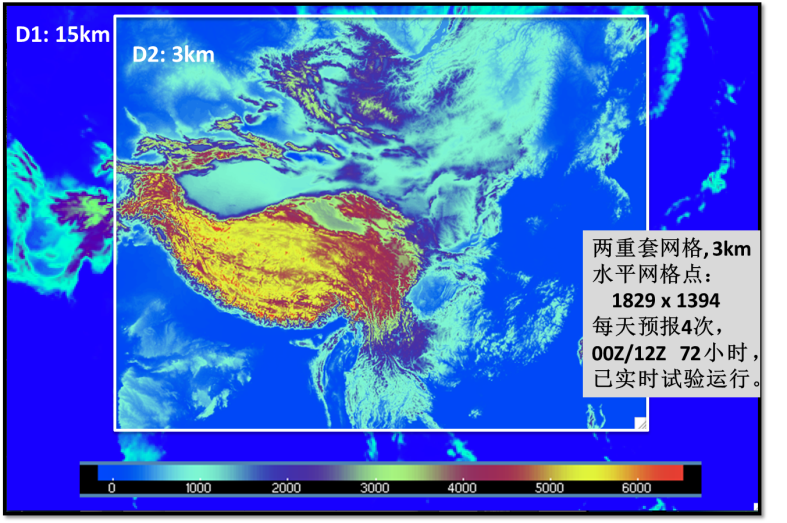 D1: 15km
D2: 3km
两重套网格, 3km
水平网格点：
1829 x 1394
每天预报4次，
00Z/12Z 72小时，
已实时试验运行。
0 1000 2000 3000 4000 5000 6000